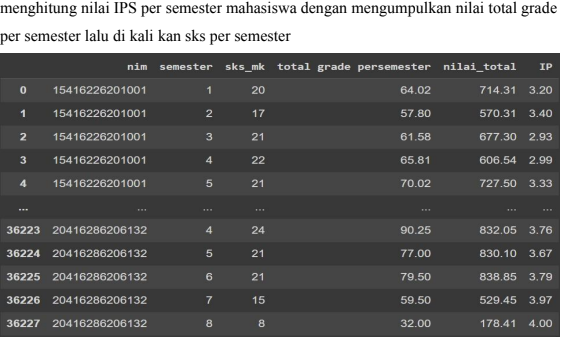 menghitung nilai IPS per semester mahasiswa dengan mengumpulkan nilai total grade
per semester lalu di kali kan sks per semester
nim semester sks_mk total grade persemester nilai_total IP
0 15416226201001 1 20 64.02 714.31 3.20
1 15416226201001 2 17 57.80 570.31 3.40
2 15416226201001 3 21 61.58 677.30 2.93
3 15416226201001 4 22 65.81 606.54 2.99
4 15416226201001 5 21 70.02 727.50 3.33
... ... ... ... ... ... ...
36223 20416286206132 4 24 90.25 832.05 3.76
36224 20416286206132 5 21 77.00 830.10 3.67
36225 20416286206132 6 21 79.50 838.85 3.79
36226 20416286206132 7 15 59.50 529.45 3.97
36227 20416286206132 8 8 32.00 178.41 4.00